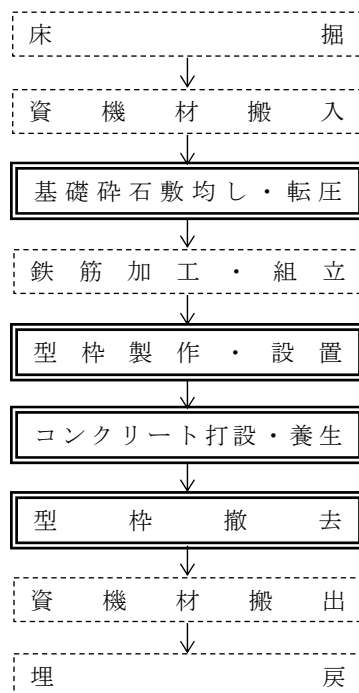 床掘
資機材搬入
基礎砕石敷均し・転圧
鉄筋加工・組立
型枠製作・設置
コンクリート打設・養生
型枠撤去
資機材搬出
埋戻